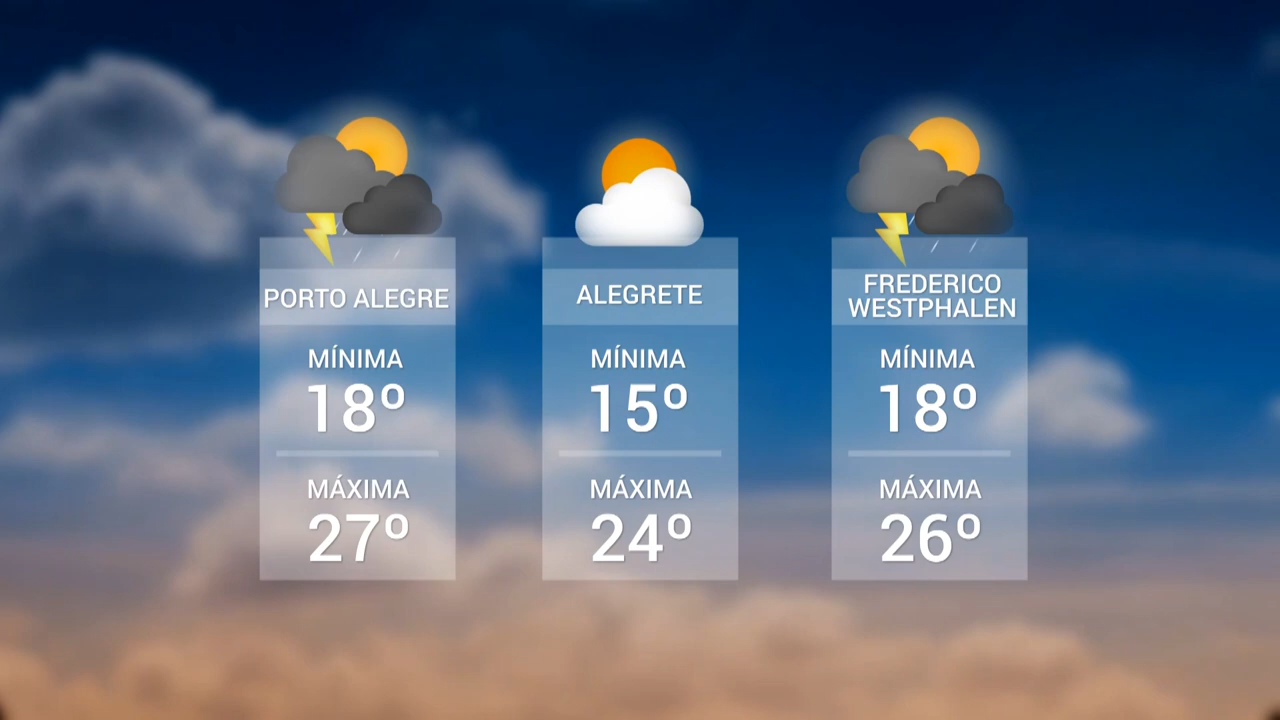 PORTO ALEGRE
MÍNIMA
18º
MÁXIMA
27º
ALEGRETE
MÍNIMA
15º
MÁXIMA
24º
FREDERICO
WESTPHALEN
MÍNIMA
18º
MÁXIMA
26º